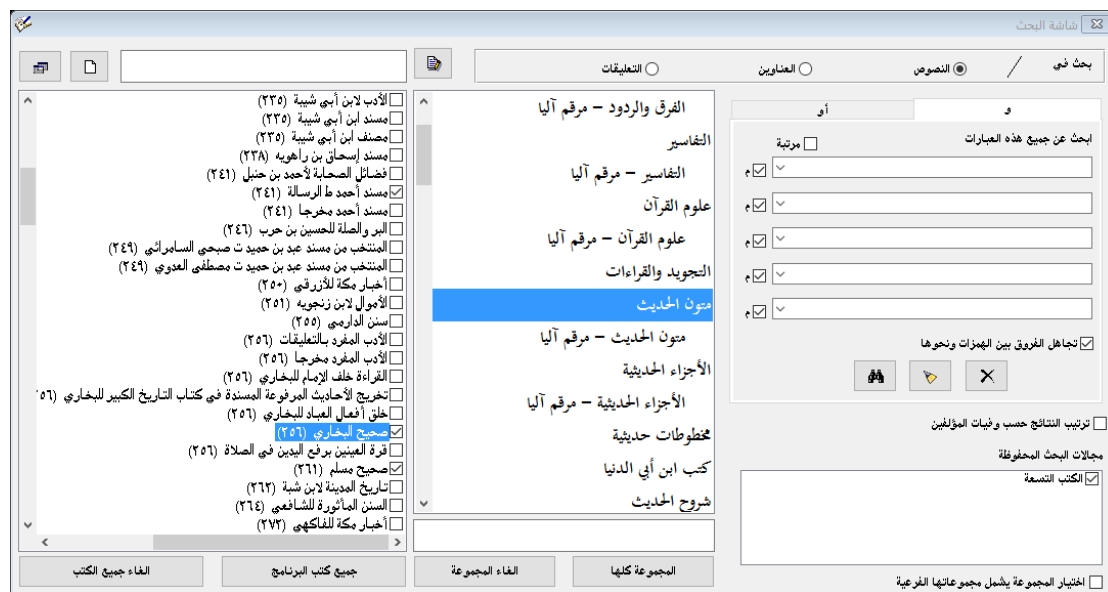 شاشة البحث
بحث في
النصوص
العناوين
التعليقات
و
أو
ابحث عن جميع هذه العبارات
مرتبة
م
م
م
م
م
تجاهل الفروق بين الهمزات ونحوها
ترتيب النتائج حسب وفيات المؤلفين
مجالات البحث المحفوظة
الكتب التسعة
اختيار المجموعة يشمل مجموعاتها الفرعية
الفرق والردود - مرقم آليا
التفاسير
التفاسير - مرقم آليا
علوم القرآن
علوم القرآن - مرقم آليا
التجويد والقراءات
متون الحديث
متون الحديث - مرقم آليا
الأجزاء الحديثية
الأجزاء الحديثية - مرقم آليا
مخطوطات حديثية
كتب ابن أبي الدنيا
شروح الحديث
المجموعة كلها
الغاء المجموعة
الأدب لابن أبي شيبة (٢٣٥)
مسند ابن أبي شيبة (٢٣٥)
مصنف ابن أبي شيبة (٢٣٥)
مسند إسحاق بن راهويه (٢٣٨)
فضائل الصحابة لأحمد بن حنبل (٢٤١)
مسند أحمد ط الرسالة (٢٤١)
مسند أحمد مخرجا (٢٤١)
البر والصلة للحسين بن حرب (٢٤٦)
المنتخب من مسند عبد بن حميد ت صبحي السامرائي (٢٤٩)
المنتخب من مسند عبد بن حميد ت مصطفى العدوي (٢٤٩)
أخبار مكة للأزرقي (٢٥٠)
الأموال لابن زنجويه (٢٥١)
سنن الدارمي (٢٥٥)
الأدب المفرد بالتعليقات (٢٥٦)
الأدب المفرد مخرجا (٢٥٦)
القراءة خلف الإمام للبخاري (٢٥٦)
تخريج الأحاديث المرفوعة المسندة في كتاب التاريخ الكبير للبخاري (٢٥٦)
خلق أفعال العباد للبخاري (٢٥٦)
صحيح البخاري (٢٥٦)
قرة العينين برفع اليدين في الصلاة (٢٥٦)
صحيح مسلم (٢٦١)
تاريخ المدينة لابن شبة (٢٦٢)
السنن المأثورة للشافعي (٢٦٤)
أخبار مكة للفاكهي (٢٧٢)
جميع كتب البرنامج
الغاء جميع الكتب